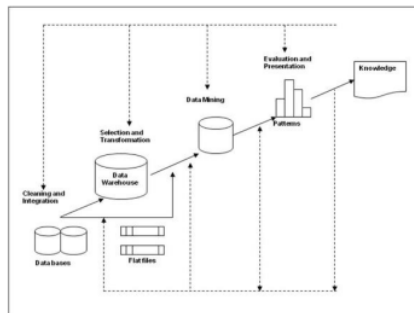 Evaluation and
Presentation
Knowledge
Data Mining
Patterns
Selection and
Transformation
Data
Warehouse
Cleaning and
Integration
Data bases
Flat files